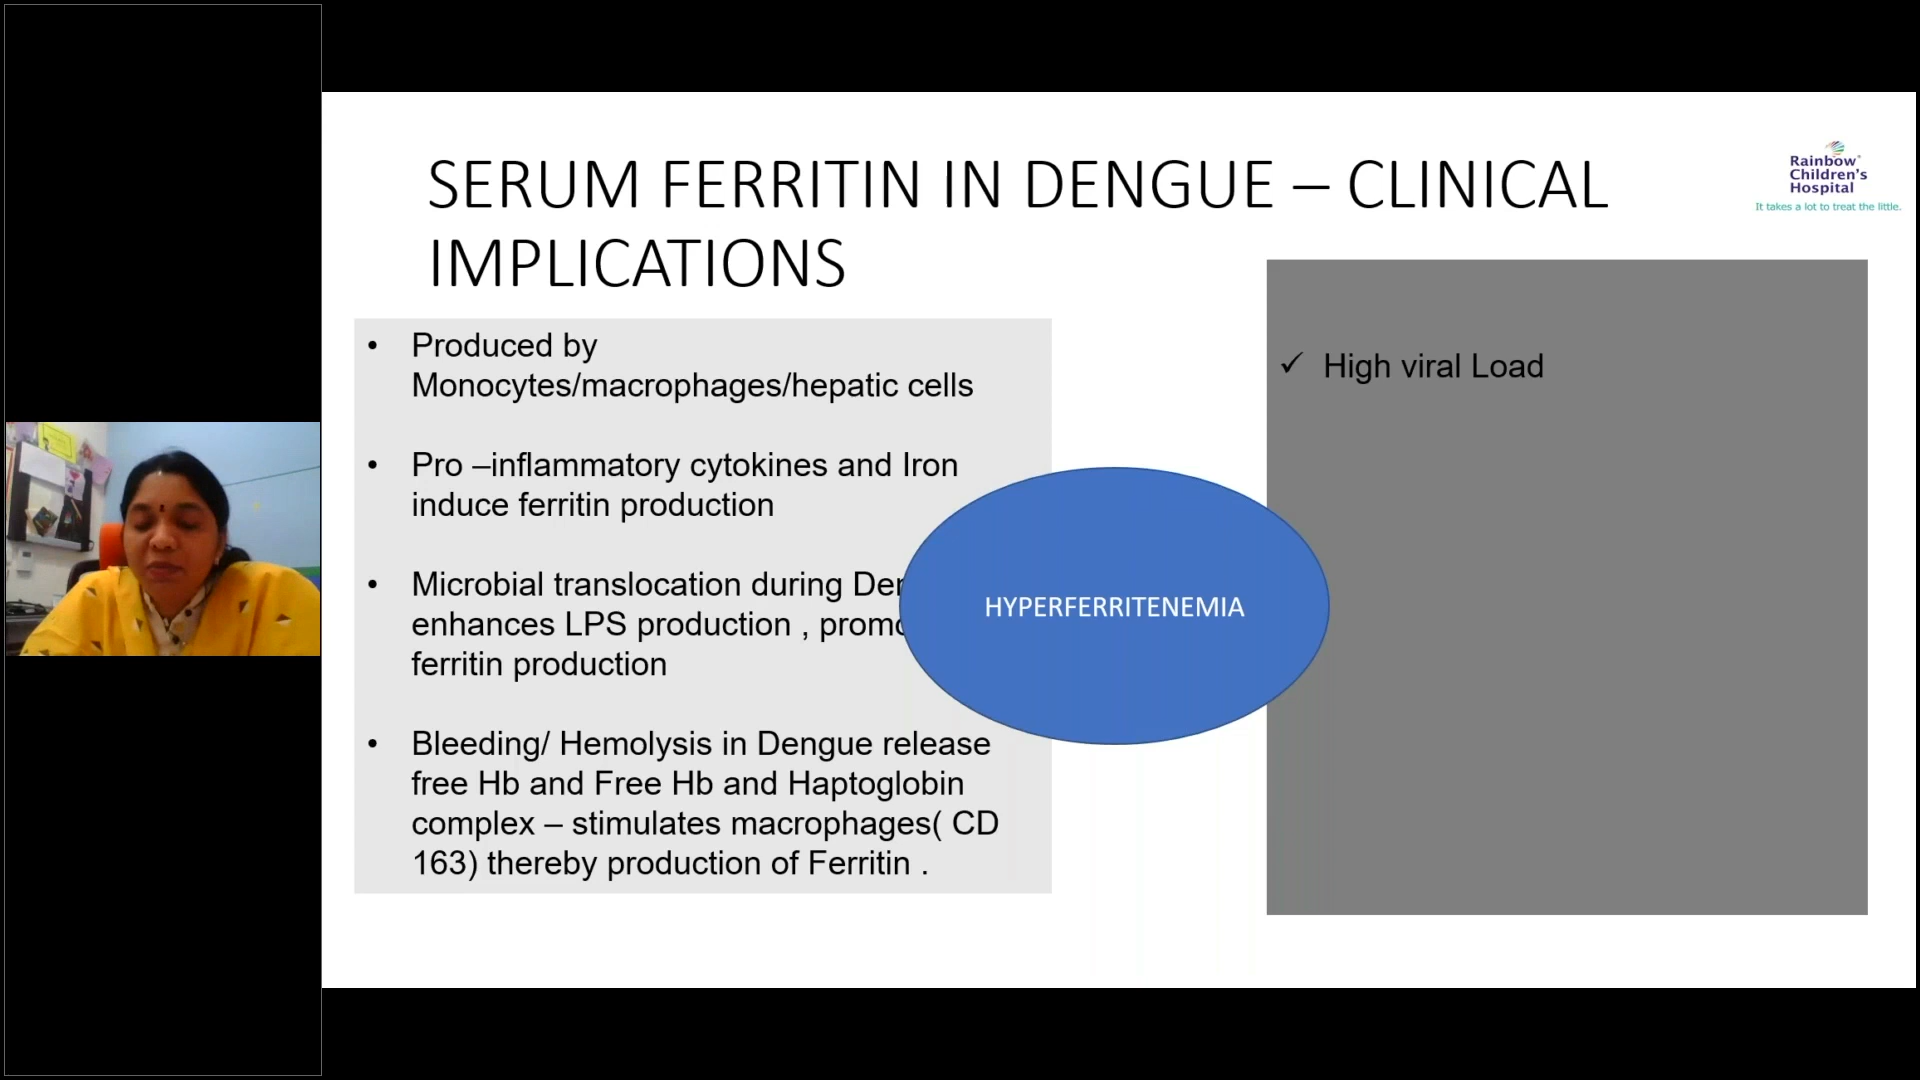 SERUM FERRITIN IN DENGUE – CLINICAL
IMPLICATIONS
Rainbow
Children's
Hospital
It takes a lot to treat the little.
• Produced by
Monocytes/macrophages/hepatic cells
• Pro –inflammatory cytokines and Iron
induce ferritin production
• Microbial translocation during
enhances LPS production ,
ferritin production
• Bleeding/ Hemolysis in Dengue release
free Hb and Free Hb and Haptoglobin
complex – stimulates macrophages( CD
163) thereby production of Ferritin .
HYPERFERRITENEMIA
✓ High viral Load